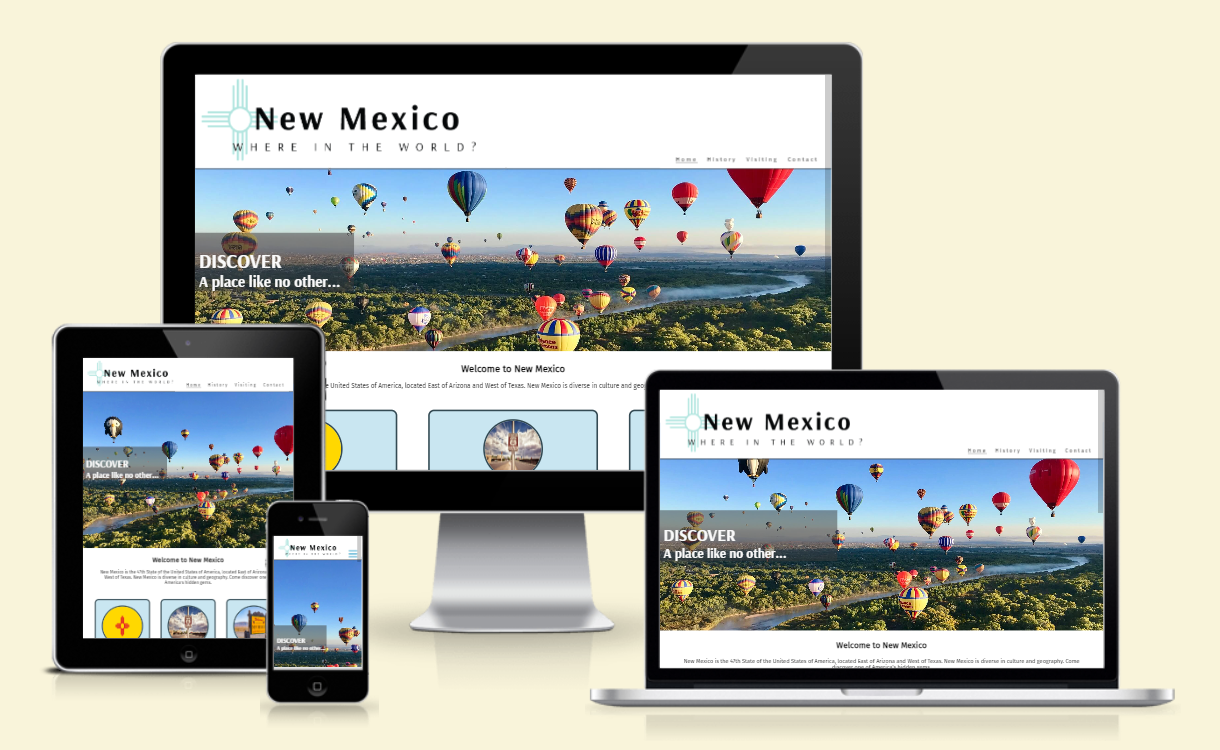 New Mexico
WHERE IN THE WORLD?
Home History Visiting Contact
DISCOVER
A place like no other...
Welcome to New Mexico
e United States of America, located East of Arizona and West of Texas. New Mexico is diverse in culture and geo
New Mexico
WHERE IN THE WORLD?
Home History Visiting Contact
DISCOVER
A place like no other...
Welcome to New Mexico
New Mexico is the 47th State of the United States of America, located East of Arizona
West of Texas. New Mexico is diverse in culture and geography. Come discover one
America's hidden gems.
New Mexico
WHERE IN THE WORLD?
DISCOVER
A place like no other...
New Mexico
WHERE IN THE WORLD?
Home History Visiting Contact
DISCOVER
A place like no other...
Welcome to New Mexico
New Mexico is the 47th State of the United States of America, located East of Arizona and West of Texas. New Mexico is diverse in culture and geography. Come
discover one of America's hidden gems.